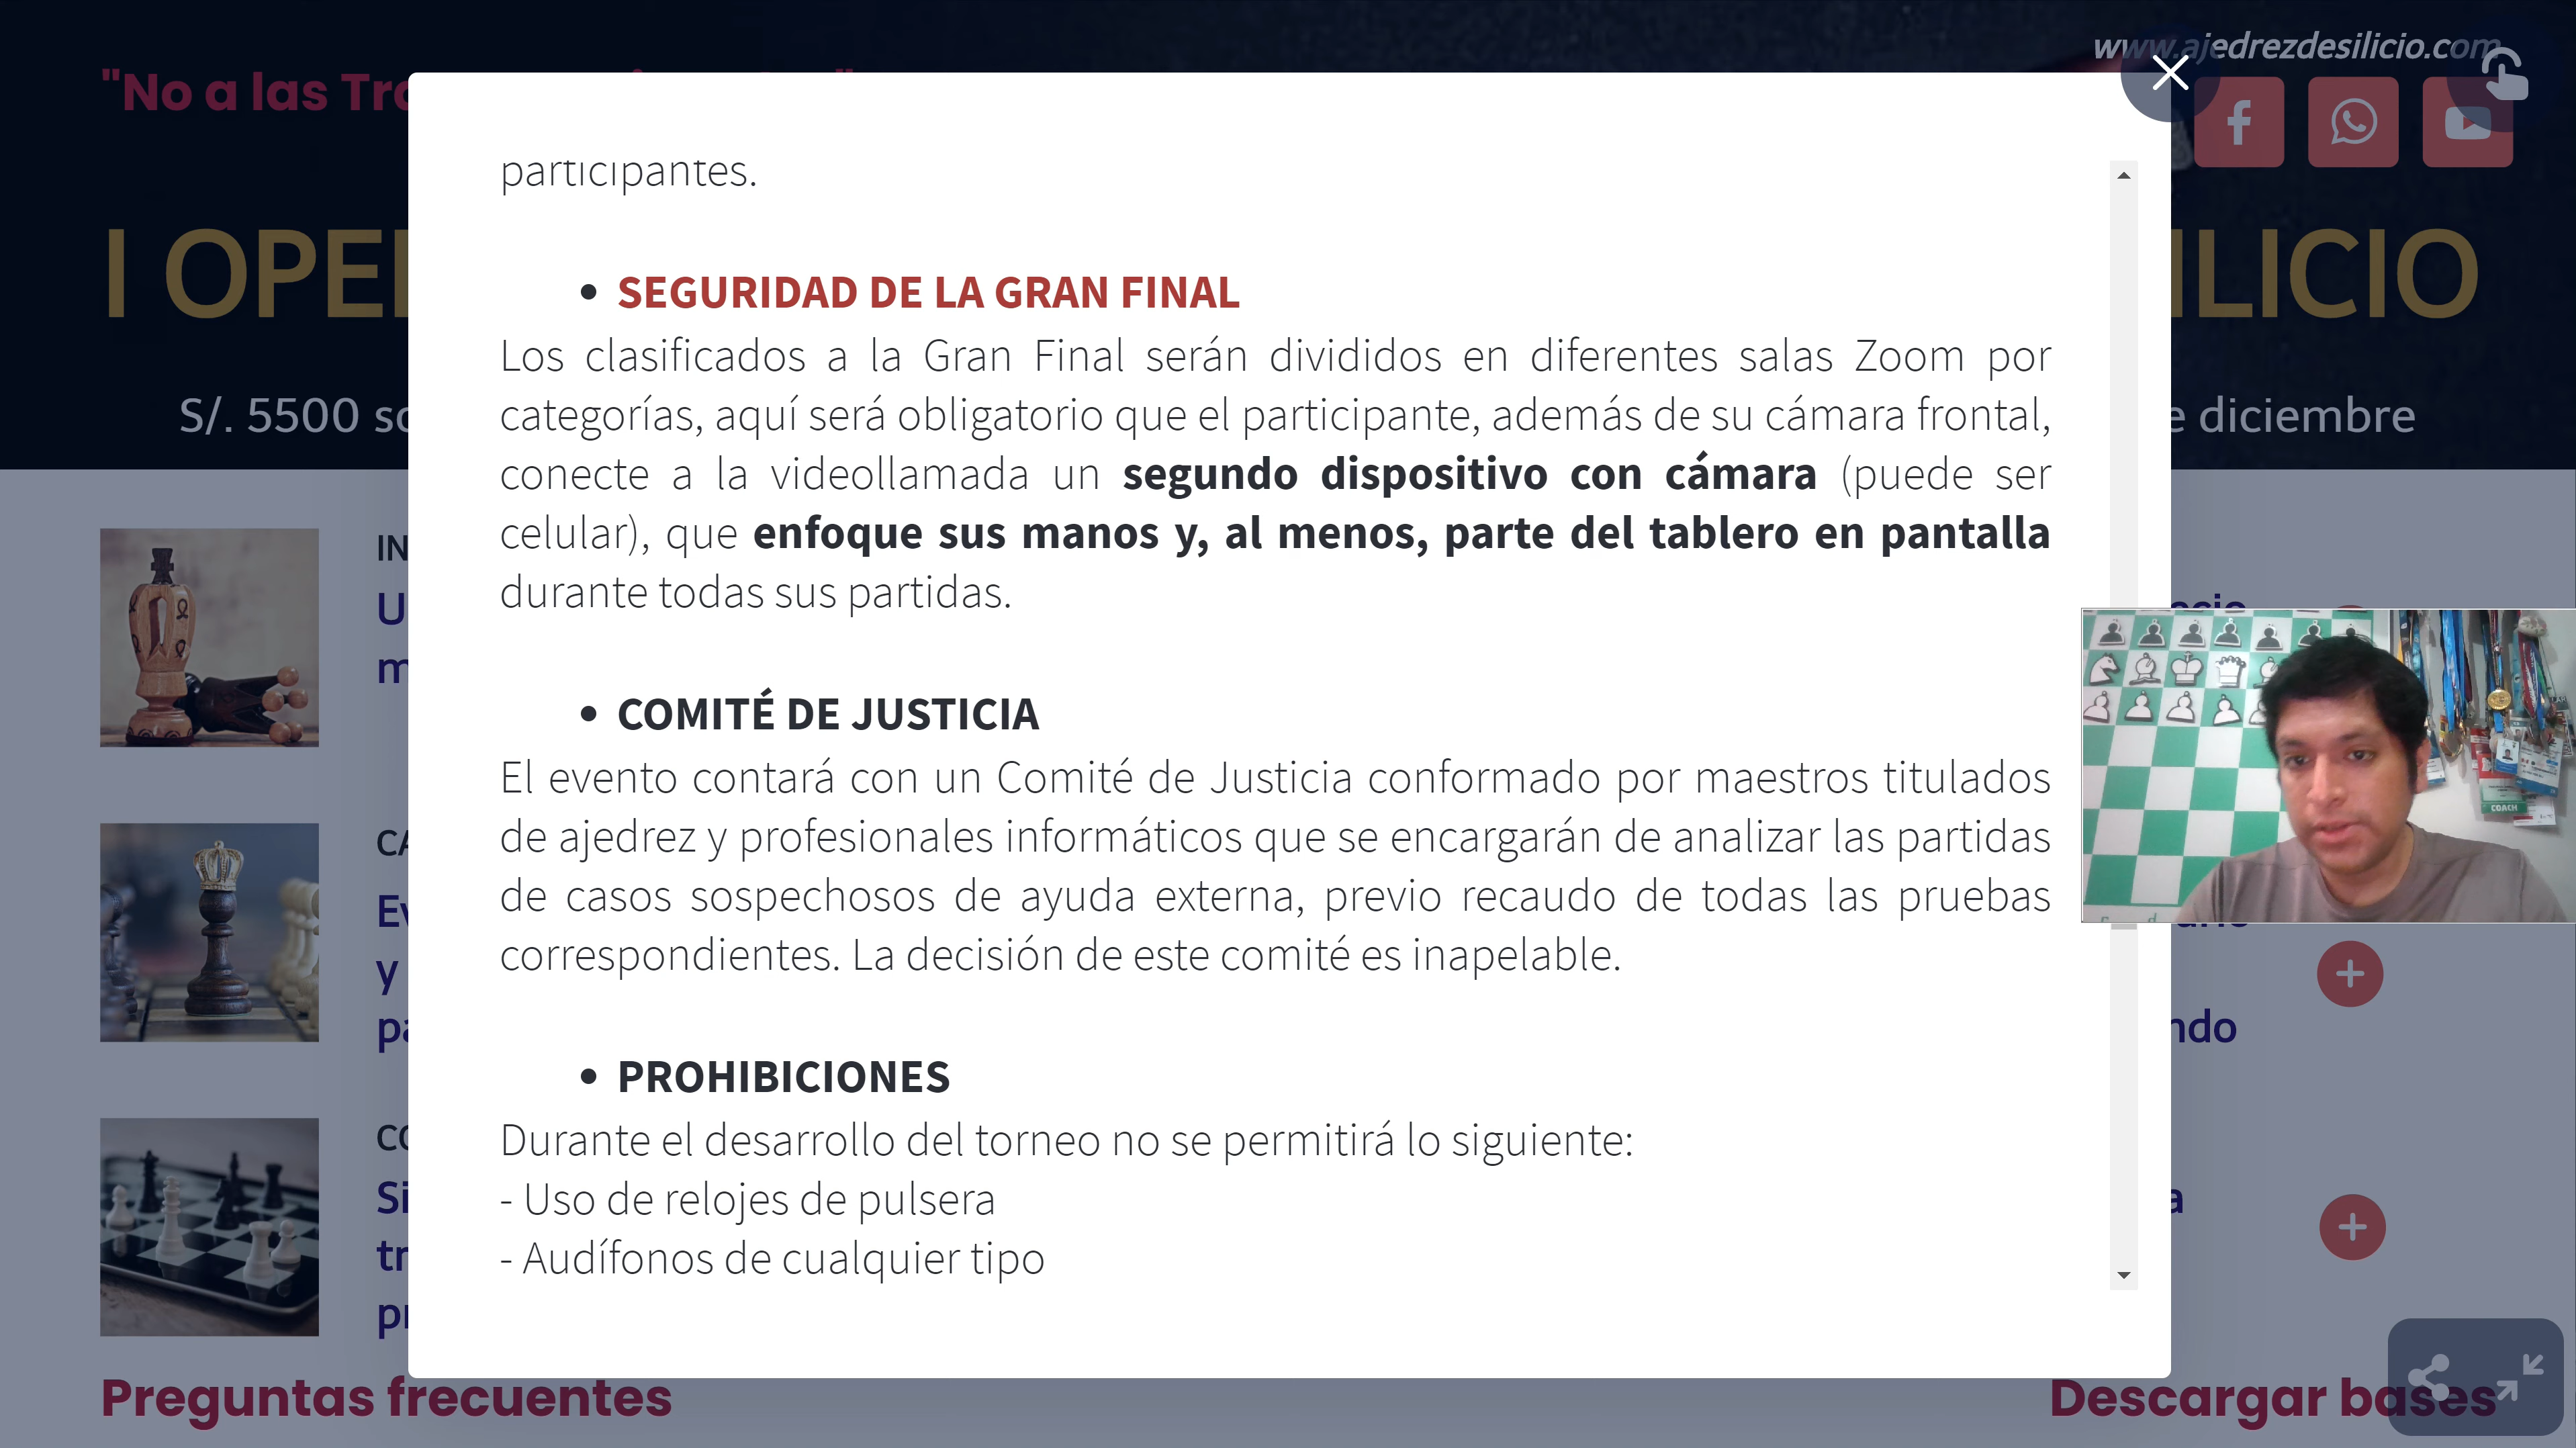 www.ajedrezdesilicio.com
"No a las
participantes.
I
ILICIO
S/. 5500
diciembre
• SEGURIDAD DE LA GRAN FINAL
Los clasificados a la Gran Final serán divididos en diferentes salas Zoom por
categorías, aquí será obligatorio que el participante, además de su cámara frontal,
conecte a la videollamada un segundo dispositivo con cámara (puede ser
celular), que enfoque sus manos y, al menos, parte del tablero en pantalla
durante todas sus partidas.
• COMITÉ DE JUSTICIA
El evento contará con un Comité de Justicia conformado por maestros titulados
de ajedrez y profesionales informáticos que se encargarán de analizar las partidas
de casos sospechosos de ayuda externa, previo recaudo de todas las pruebas
correspondientes. La decisión de este comité es inapelable.
• PROHIBICIONES
Durante el desarrollo del torneo no se permitirá lo siguiente:
- Uso de relojes de pulsera
- Audífonos de cualquier tipo
COACH
Preguntas frecuentes
Descargar bases